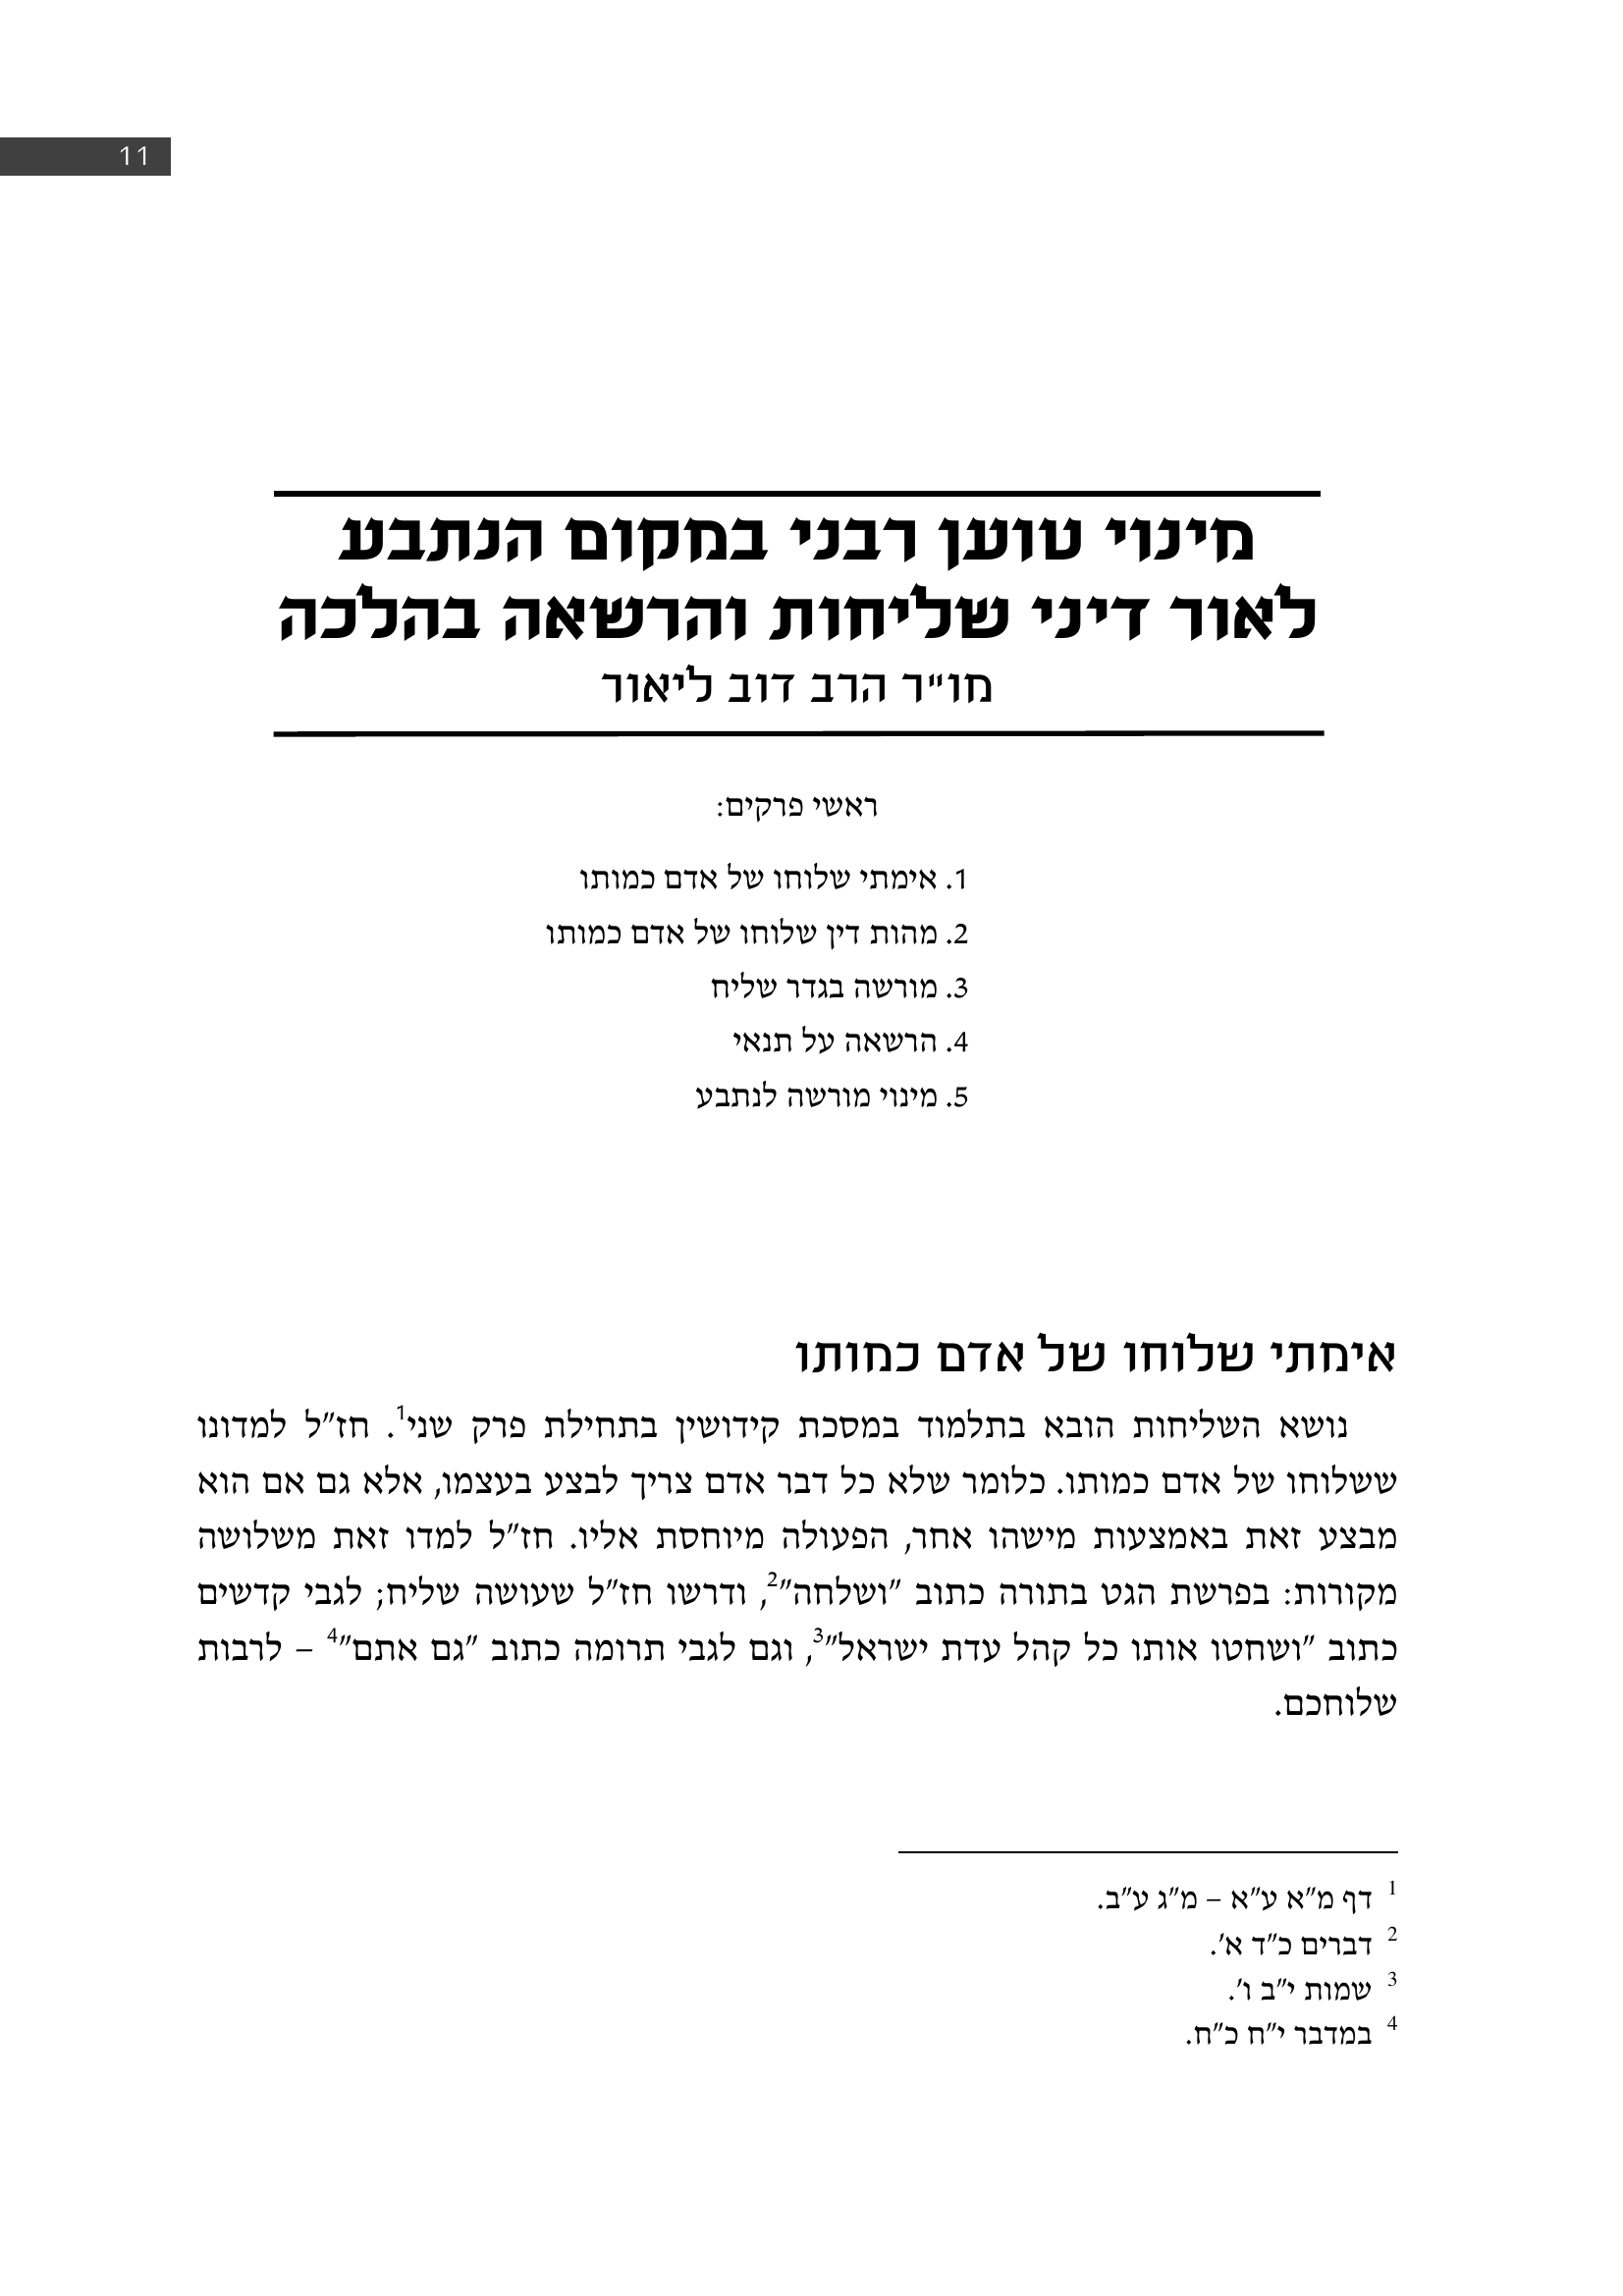 11
מינוי טוען רבני במקום הנתבע
לאור דיני שליחות והרשאה בהלכה
מו״ר הרב דוב ליאור
ראשי פרקים:
1. אימתי שלוחו של אדם כמותו
2. מהות דין שלוחו של אדם כמותו
3. מורשה בגדר שליח
4. הרשאה על תנאי
5. מינוי מורשה לנתבע
אימתי שלוחו של אדם כמותו
נושא השליחות הובא בתלמוד במסכת קידושין בתחילת פרק שני¹. חז״ל למדונו
ששלוחו של אדם כמותו. כלומר שלא כל דבר אדם צריך לבצע בעצמו, אלא גם אם הוא
מבצע זאת באמצעות מישהו אחר, הפעולה מיוחסת אליו. חז״ל למדו זאת משלושה
מקורות: בפרשת הגט בתורה כתוב ״ושלחה״², ודרשו חז״ל שעושה שליח; לגבי קדשים
כתוב ״ושחטו אותו כל קהל עדת ישראל״³, וגם לגבי תרומה כתוב ״גם אתם״⁴ – לרבות
שלוחכם.
¹ דף מ״א ע״א – מ״ג ע״ב.
² דברים כ״ד א׳.
³ שמות י״ב ו׳.
⁴ במדבר י״ח כ״ח.